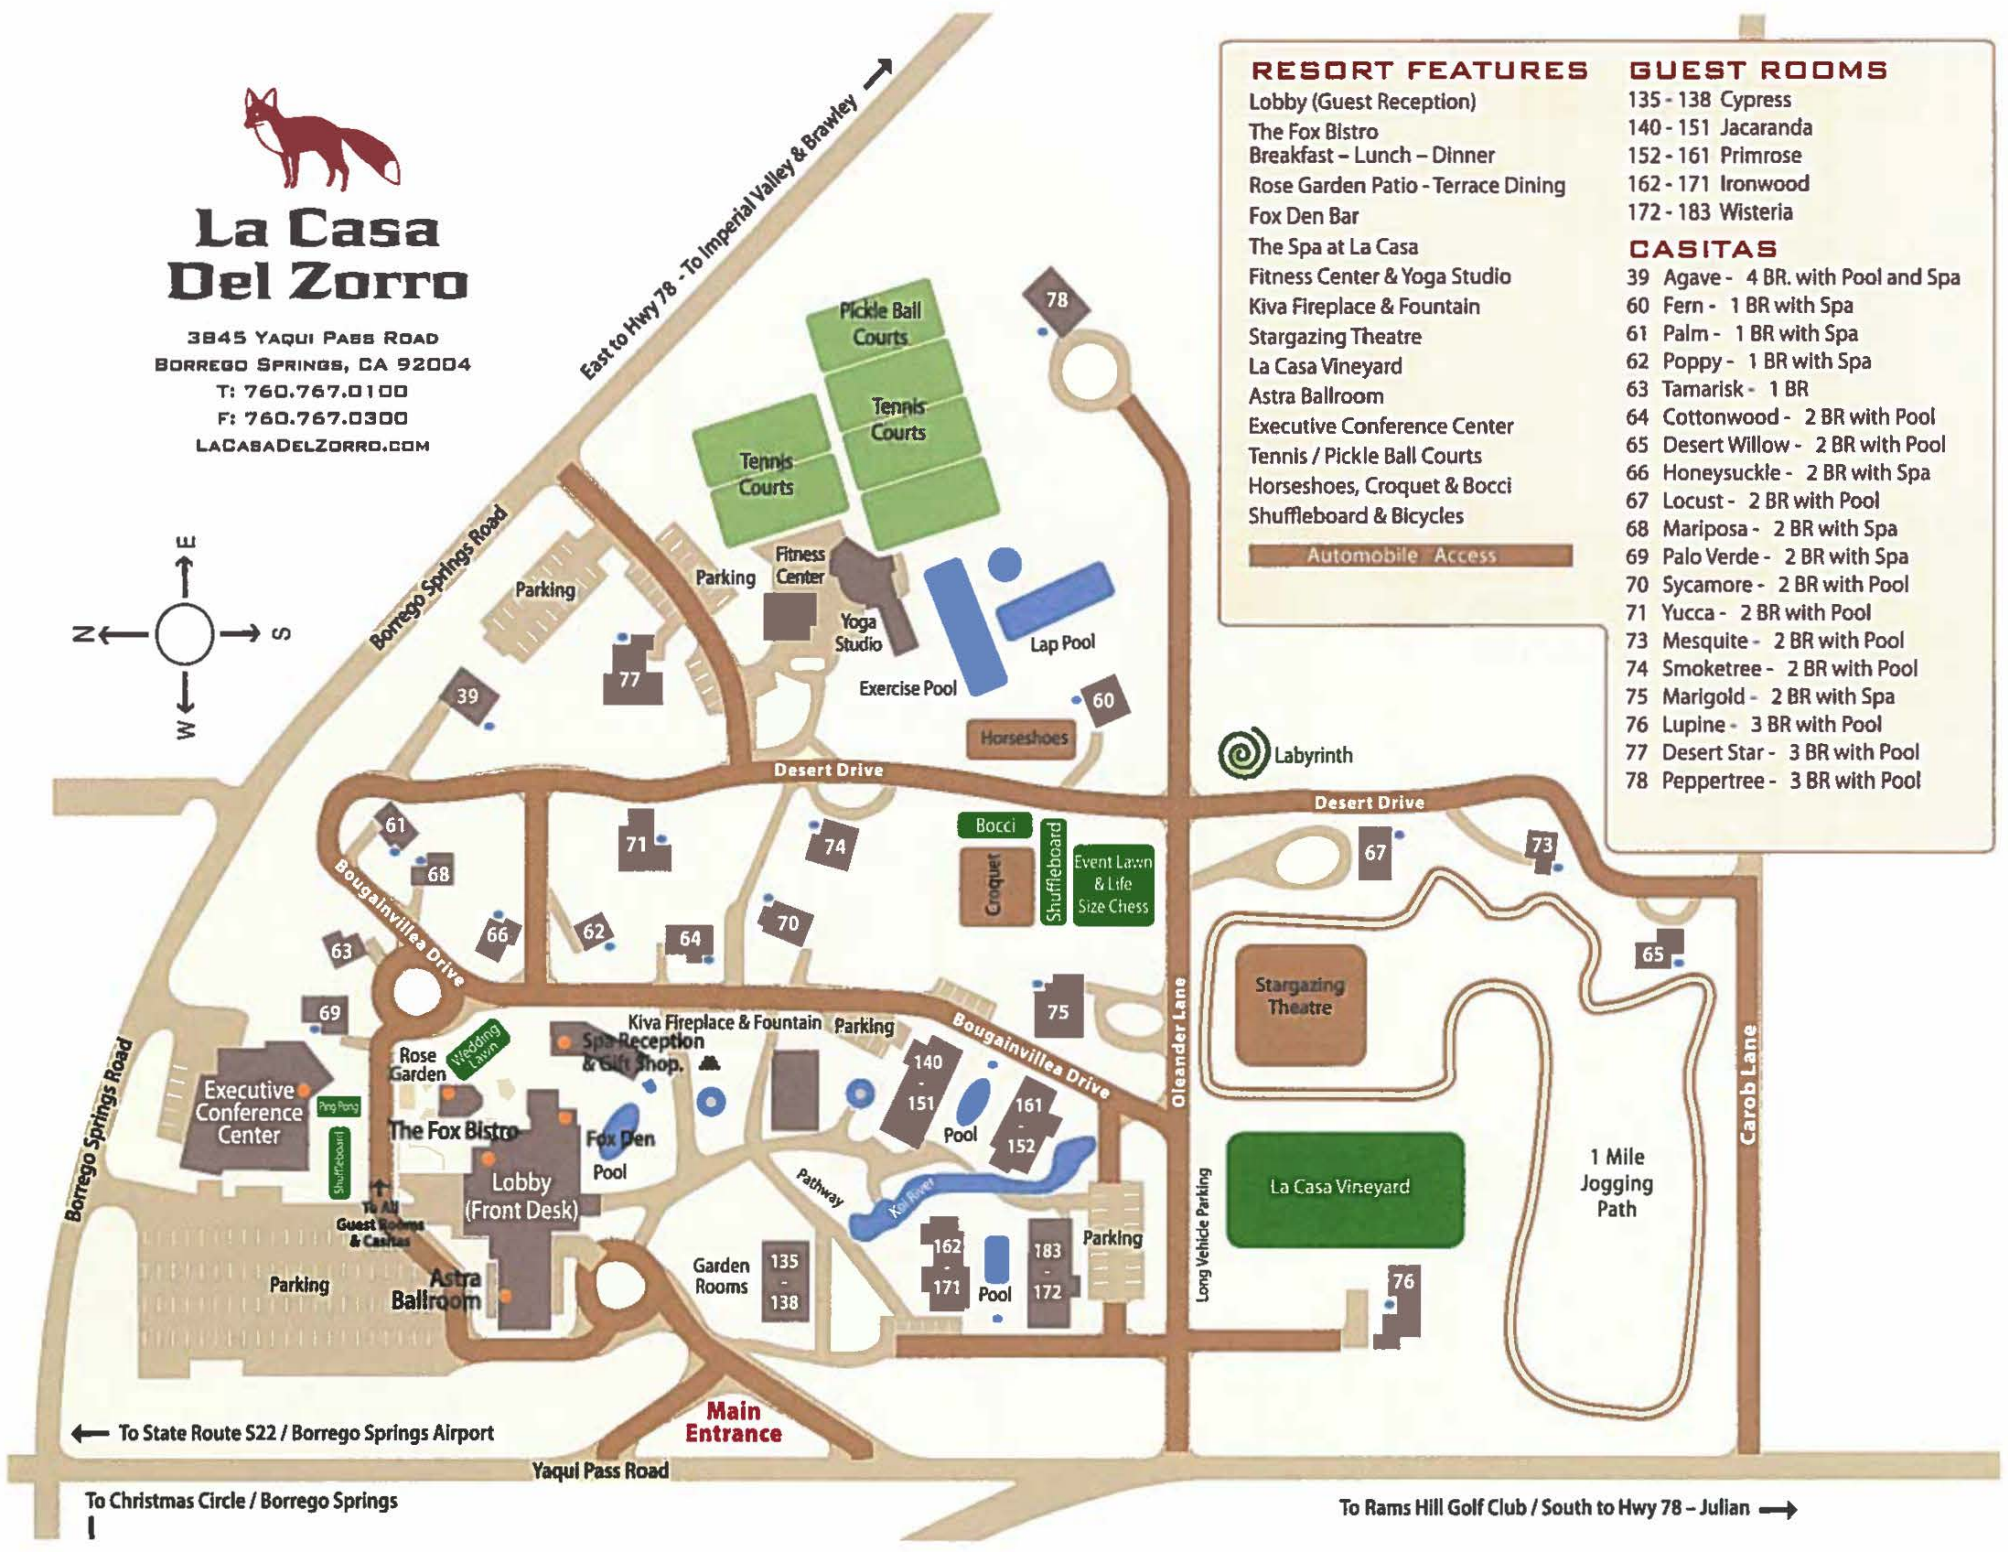 La Casa
Del Zorro
3845 Yaqui Pass Road
Borrego Springs, CA 92004
T: 760.767.0100
F: 760.767.0300
LaCasaDelZorro.com
E
N
S
W
RESORT FEATURES
Lobby (Guest Reception)
The Fox Bistro
Breakfast – Lunch – Dinner
Rose Garden Patio - Terrace Dining
Fox Den Bar
The Spa at La Casa
Fitness Center & Yoga Studio
Kiva Fireplace & Fountain
Stargazing Theatre
La Casa Vineyard
Astra Ballroom
Executive Conference Center
Tennis / Pickle Ball Courts
Horseshoes, Croquet & Bocci
Shuffleboard & Bicycles
Automobile Access
GUEST ROOMS
135 - 138 Cypress
140 - 151 Jacaranda
152 - 161 Primrose
162 - 171 Ironwood
172 - 183 Wisteria
CASITAS
39 Agave - 4 BR. with Pool and Spa
60 Fern - 1 BR with Spa
61 Palm - 1 BR with Spa
62 Poppy - 1 BR with Spa
63 Tamarisk - 1 BR
64 Cottonwood - 2 BR with Pool
65 Desert Willow - 2 BR with Pool
66 Honeysuckle - 2 BR with Spa
67 Locust - 2 BR with Pool
68 Mariposa - 2 BR with Spa
69 Palo Verde - 2 BR with Spa
70 Sycamore - 2 BR with Pool
71 Yucca - 2 BR with Pool
73 Mesquite - 2 BR with Pool
74 Smoketree - 2 BR with Pool
75 Marigold - 2 BR with Spa
76 Lupine - 3 BR with Pool
77 Desert Star - 3 BR with Pool
78 Peppertree - 3 BR with Pool
East to Hwy 78 - To Imperial Valley & Brawley
Borrego Springs Road
Pickle Ball
Courts
Tennis
Courts
Tennis
Courts
78
Parking
Parking
Fitness
Center
Yoga
Studio
Lap Pool
Exercise Pool
77
39
60
Horseshoes
Labyrinth
Desert Drive
Desert Drive
61
68
71
74
Bocci
Croquet
Shuffleboard
Event Lawn
& Life
Size Chess
67
73
Bougainvillea Drive
63
66
62
64
70
65
Stargazing
Theatre
75
69
Rose
Garden
Wedding
Lawn
Kiva Fireplace & Fountain
Parking
Spa Reception
& Gift Shop.
Bougainvillea Drive
Oleander Lane
Carob Lane
Borrego Springs Road
Executive
Conference
Center
Ping Pong
Shuffleboard
The Fox Bistro
Fox Den
Pool
Lobby
(Front Desk)
140
-
151
Pool
161
-
152
Pathway
Koi River
To All
Guest Rooms
& Casitas
Parking
Astra
Ballroom
Garden
Rooms
135
-
138
162
-
171
Pool
183
-
172
Parking
Long Vehicle Parking
La Casa Vineyard
1 Mile
Jogging
Path
76
Main
Entrance
To State Route S22 / Borrego Springs Airport
Yaqui Pass Road
To Christmas Circle / Borrego Springs
To Rams Hill Golf Club / South to Hwy 78 – Julian